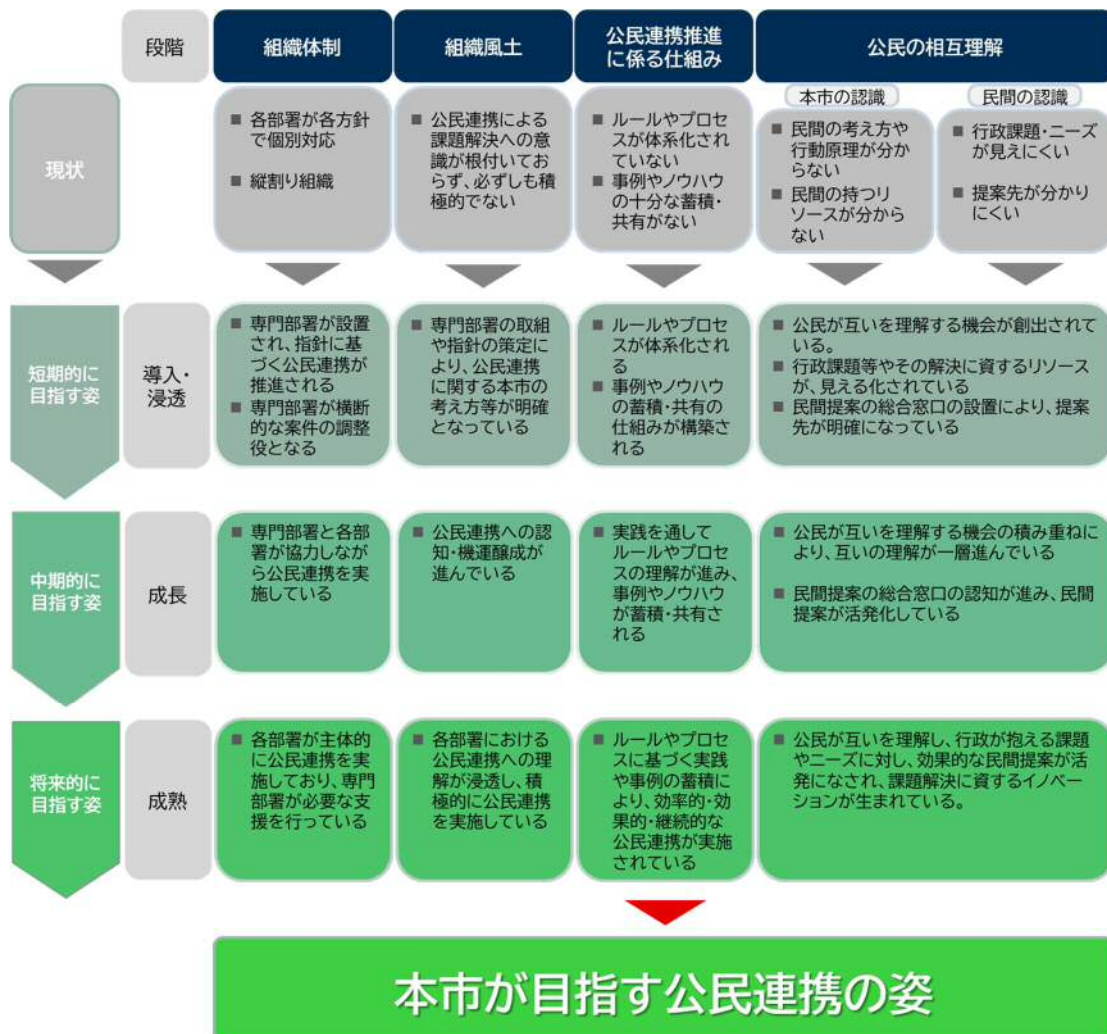 段階
組織体制
組織風土
公民連携推進
に係る仕組み
公民の相互理解
本市の認識
民間の認識
現状
■ 各部署が各方針
で個別対応
■ 縦割り組織
■ 公民連携による
課題解決への意
識が根付いてお
らず、必ずしも積
極的でない
■ ルールやプロセ
スが体系化され
ていない
■ 事例やノウハウ
の十分な蓄積・
共有がない
■ 民間の考え方や
行動原理が分か
らない
■ 民間の持つリ
ソースが分から
ない
■ 行政課題・ニーズ
が見えにくい
■ 提案先が分かり
にくい
短期的に
目指す姿
導入・
浸透
■ 専門部署が設置
され、指針に基
づく公民連携が
推進される
■ 専門部署が横断
的な案件の調整
役となる
■ 専門部署の取組
や指針の策定に
より、公民連携
に関する本市の
考え方等が明確
となっている
■ ルールやプロセ
スが体系化され
る
■ 事例やノウハウ
の蓄積・共有の
仕組みが構築さ
れる
■ 公民が互いを理解する機会が創出されて
いる。
■ 行政課題等やその解決に資するリソース
が、見える化されている
■ 民間提案の総合窓口の設置により、提案
先が明確になっている
中期的に
目指す姿
成長
■ 専門部署と各部
署が協力しなが
ら公民連携を実
施している
■ 公民連携への認
知・機運醸成が
進んでいる
■ 実践を通して
ルールやプロセ
スの理解が進み、
事例やノウハウ
が蓄積・共有さ
れる
■ 公民が互いを理解する機会の積み重ねに
より、互いの理解が一層進んでいる
■ 民間提案の総合窓口の認知が進み、民間
提案が活発化している
将来的に
目指す姿
成熟
■ 各部署が主体的
に公民連携を実
施しており、専門
部署が必要な支
援を行っている
■ 各部署における
公民連携への理
解が浸透し、積
極的に公民連携
を実施している
■ ルールやプロセ
スに基づく実践
や事例の蓄積に
より、効率的・効
果的・継続的な
公民連携が実施
されている
■ 公民が互いを理解し、行政が抱える課題
やニーズに対し、効果的な民間提案が活
発になされ、課題解決に資するイノベー
ションが生まれている。
本市が目指す公民連携の姿